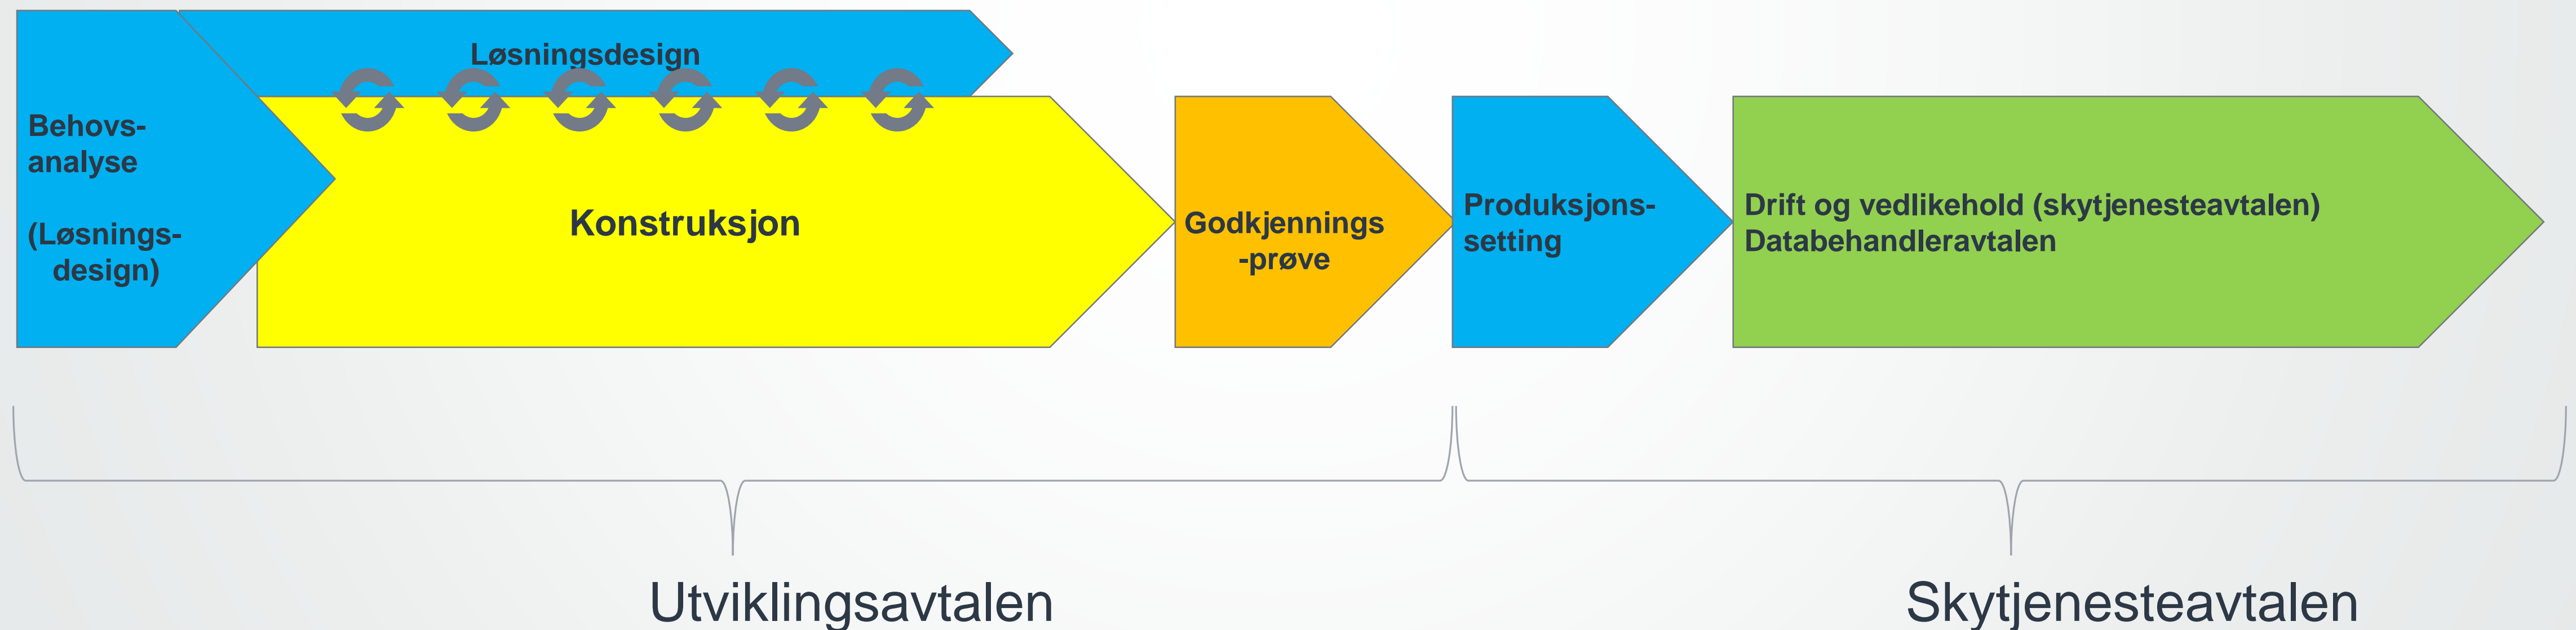 Løsningsdesign
Behovs-
analyse
(Løsnings-
design)
Konstruksjon
Godkjennings
-prøve
Produksjons-
setting
Drift og vedlikehold (skytjenesteavtalen)
Databehandleravtalen
Utviklingsavtalen
Skytjenesteavtalen